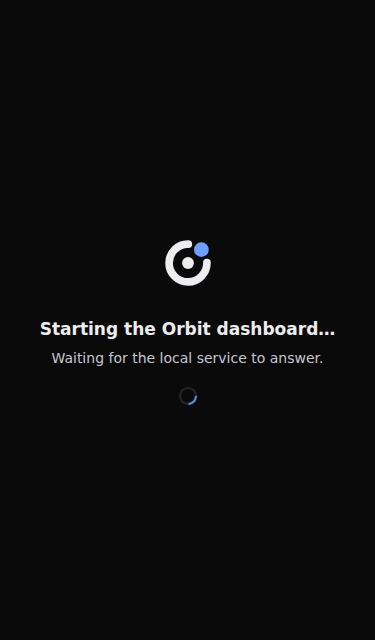 Starting the Orbit dashboard…
Waiting for the local service to answer.